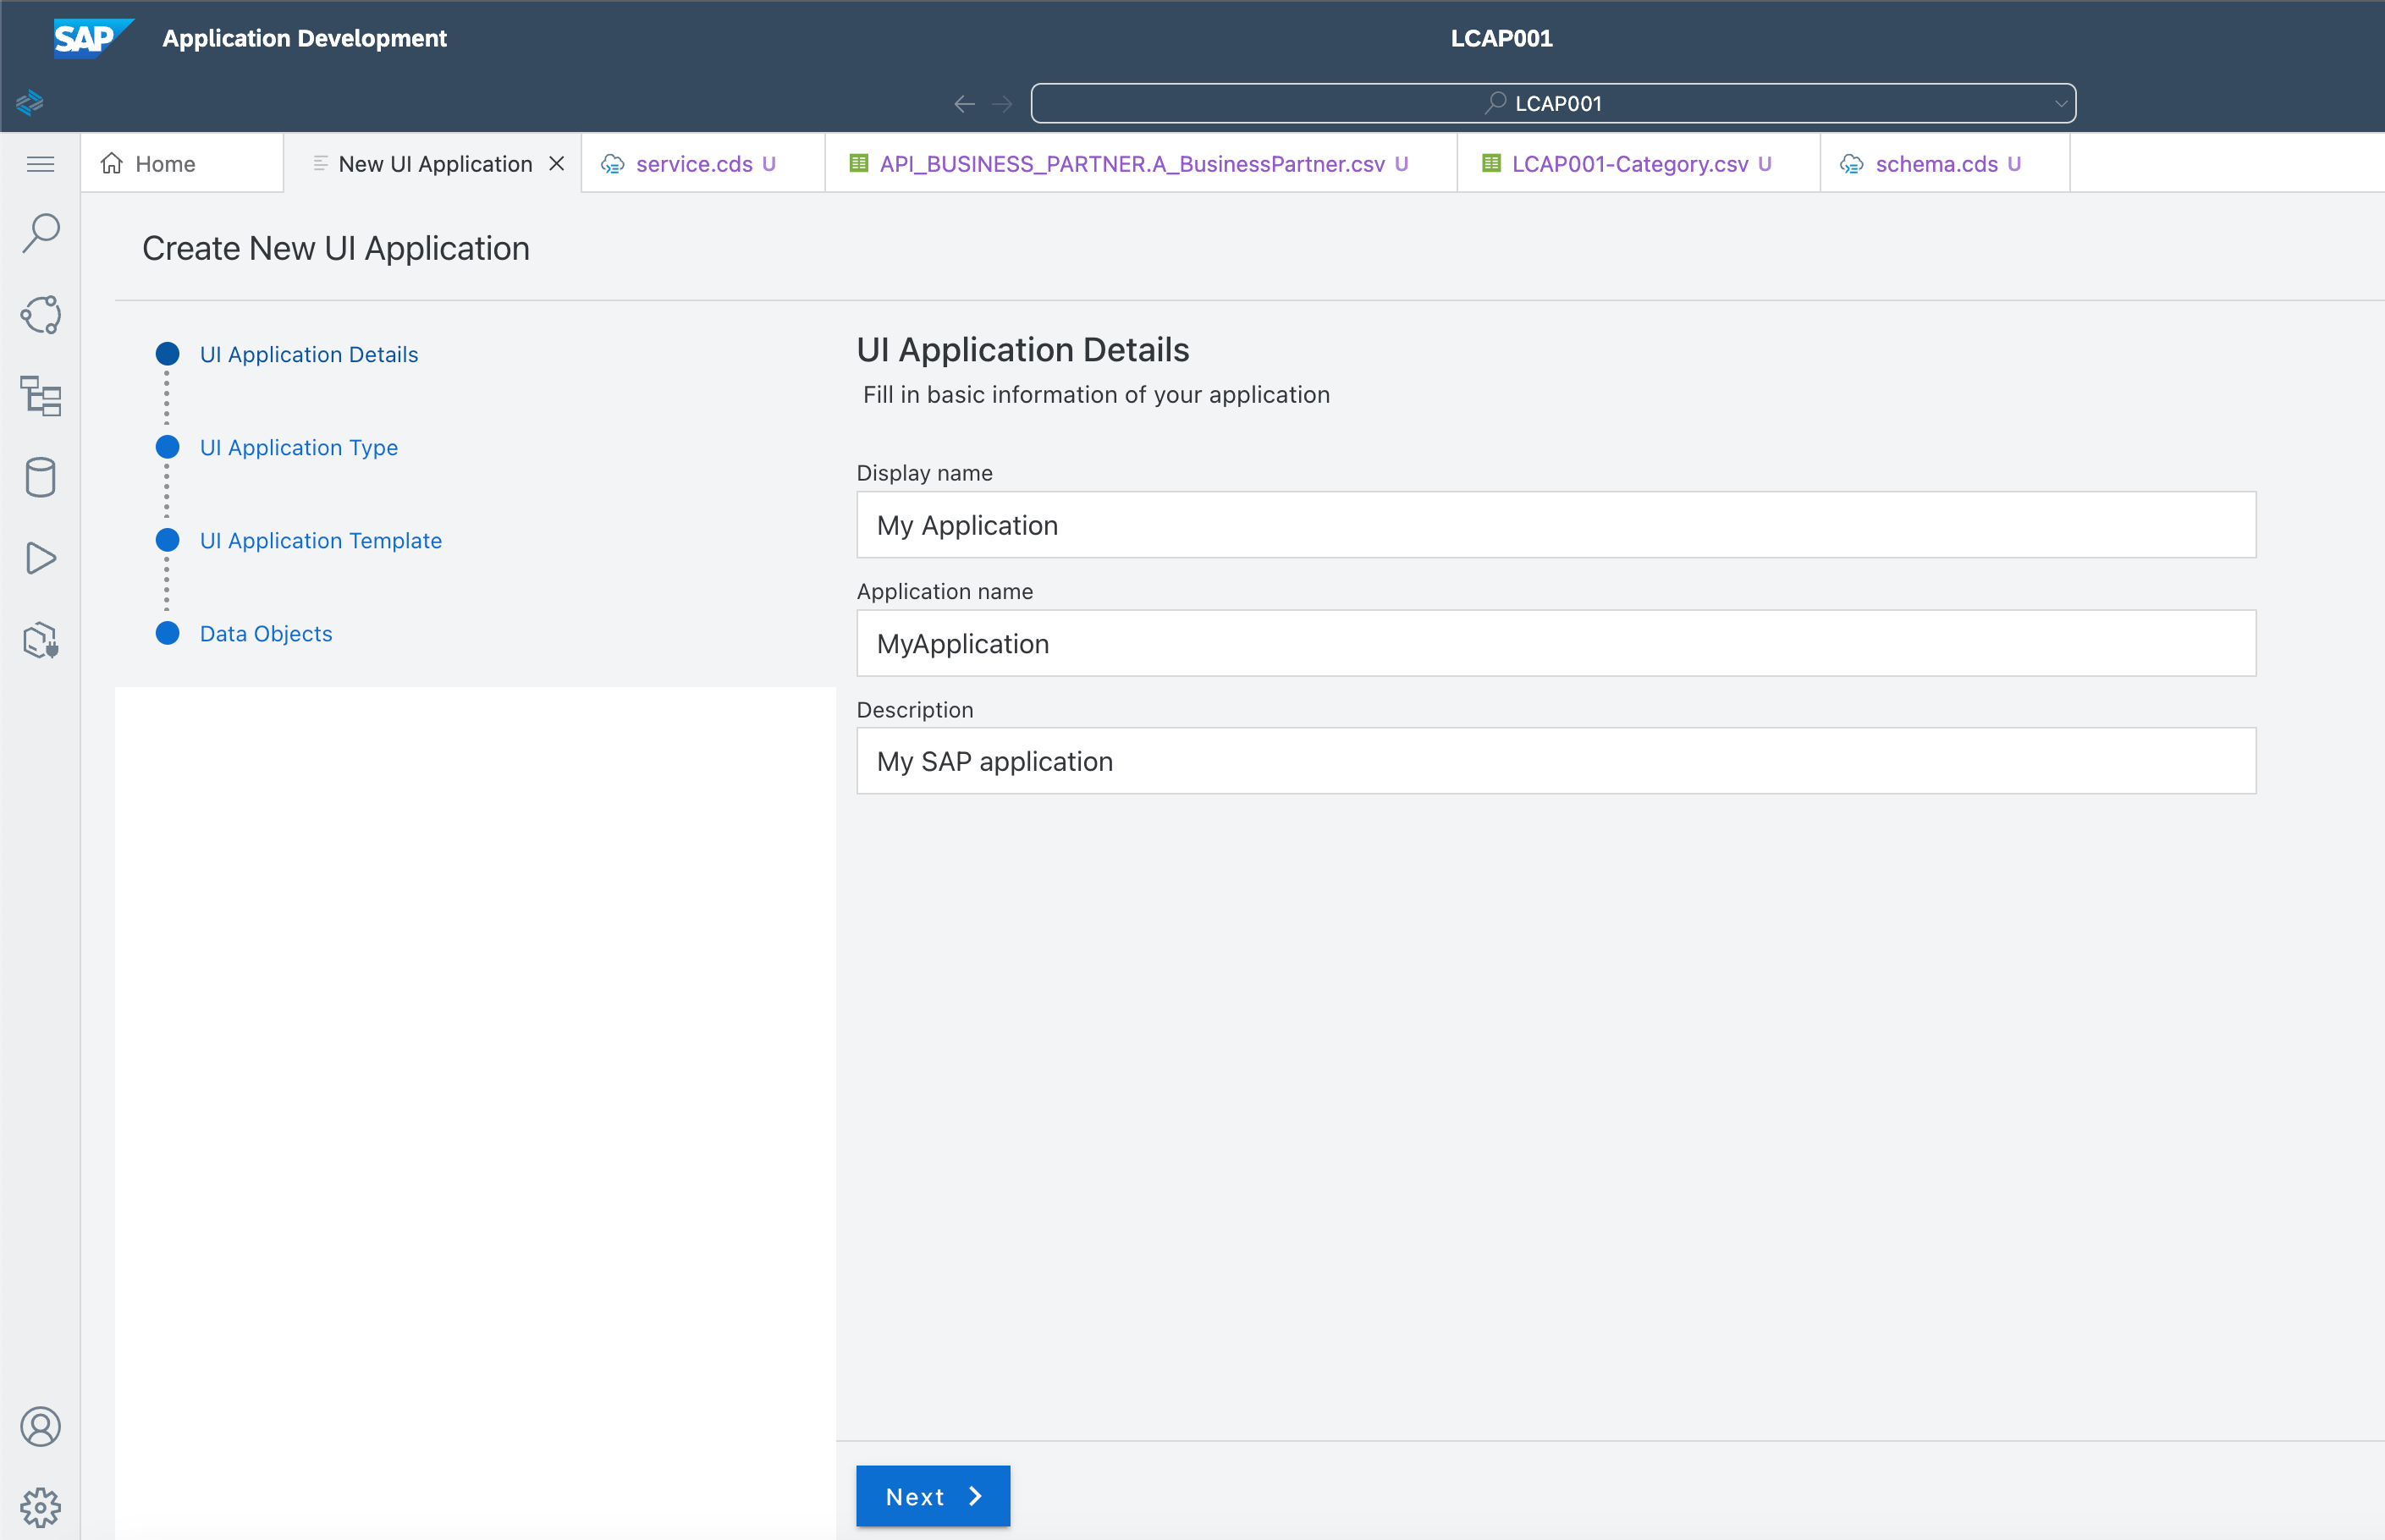 SAP Application Development LCAP001
LCAP001
Home New UI Application service.cds U API_BUSINESS_PARTNER.A_BusinessPartner.csv U LCAP001-Category.csv U schema.cds U
Create New UI Application
UI Application Details
UI Application Type
UI Application Template
Data Objects
UI Application Details
Fill in basic information of your application
Display name
My Application
Application name
MyApplication
Description
My SAP application
Next